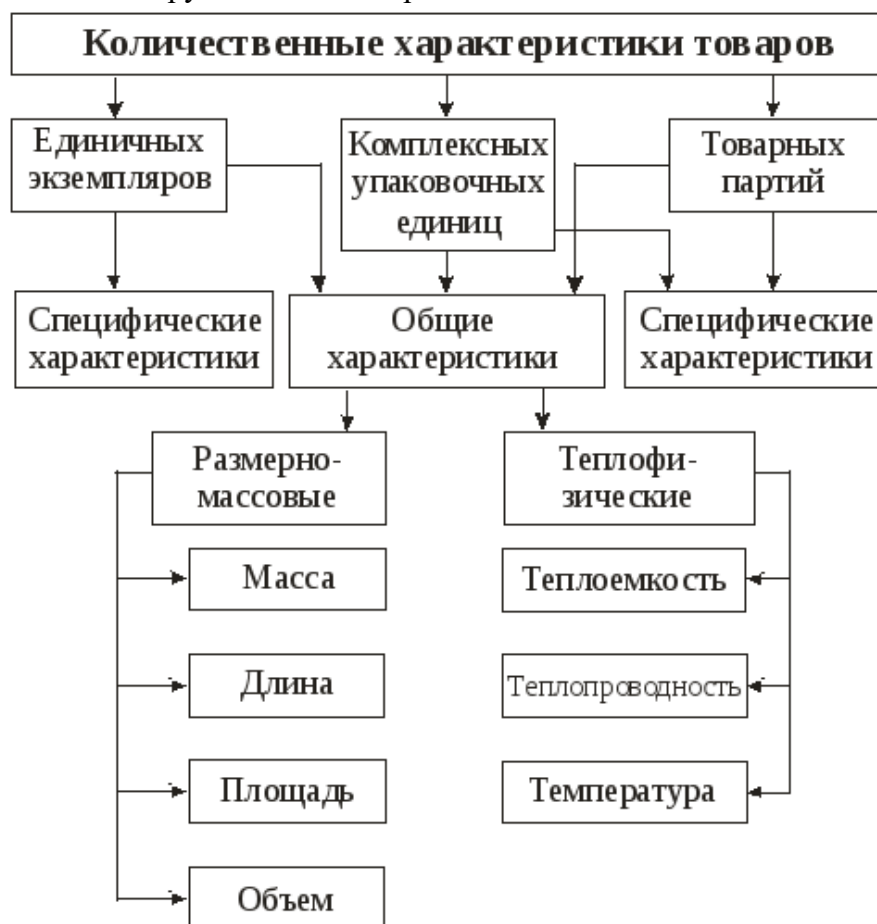 Количественные характеристики товаров
Единичных
экземпляров
Комплексных
упаковочных
единиц
Товарных
партий
Специфические
характеристики
Общие
характеристики
Специфические
характеристики
Размерно-
массовые
Теплофи-
зические
Масса
Теплоемкость
Длина
Теплопроводность
Площадь
Температура
Объем